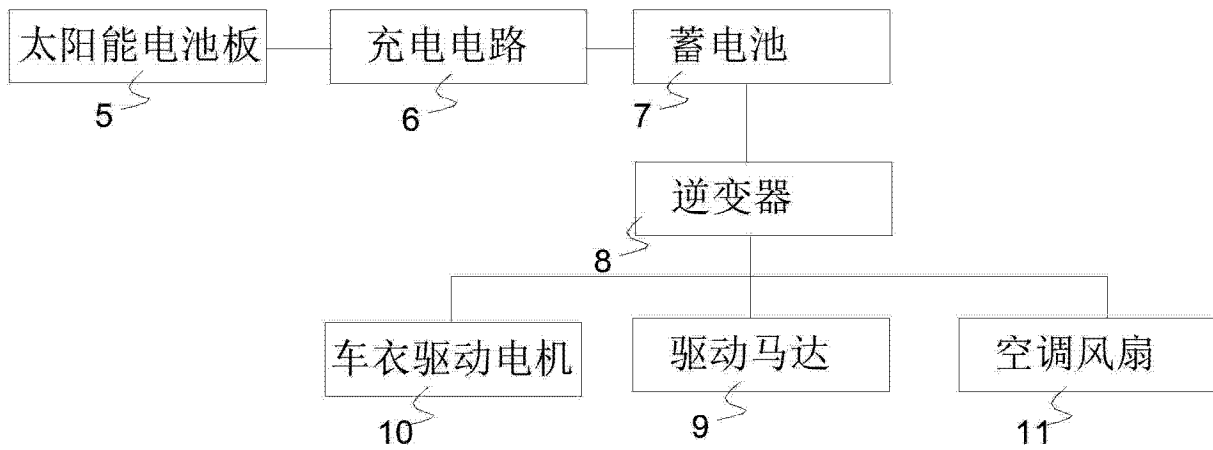 太阳能电池板
充电电路
蓄电池
5
6
7
逆变器
8
车衣驱动电机
驱动马达
空调风扇
10
9
11